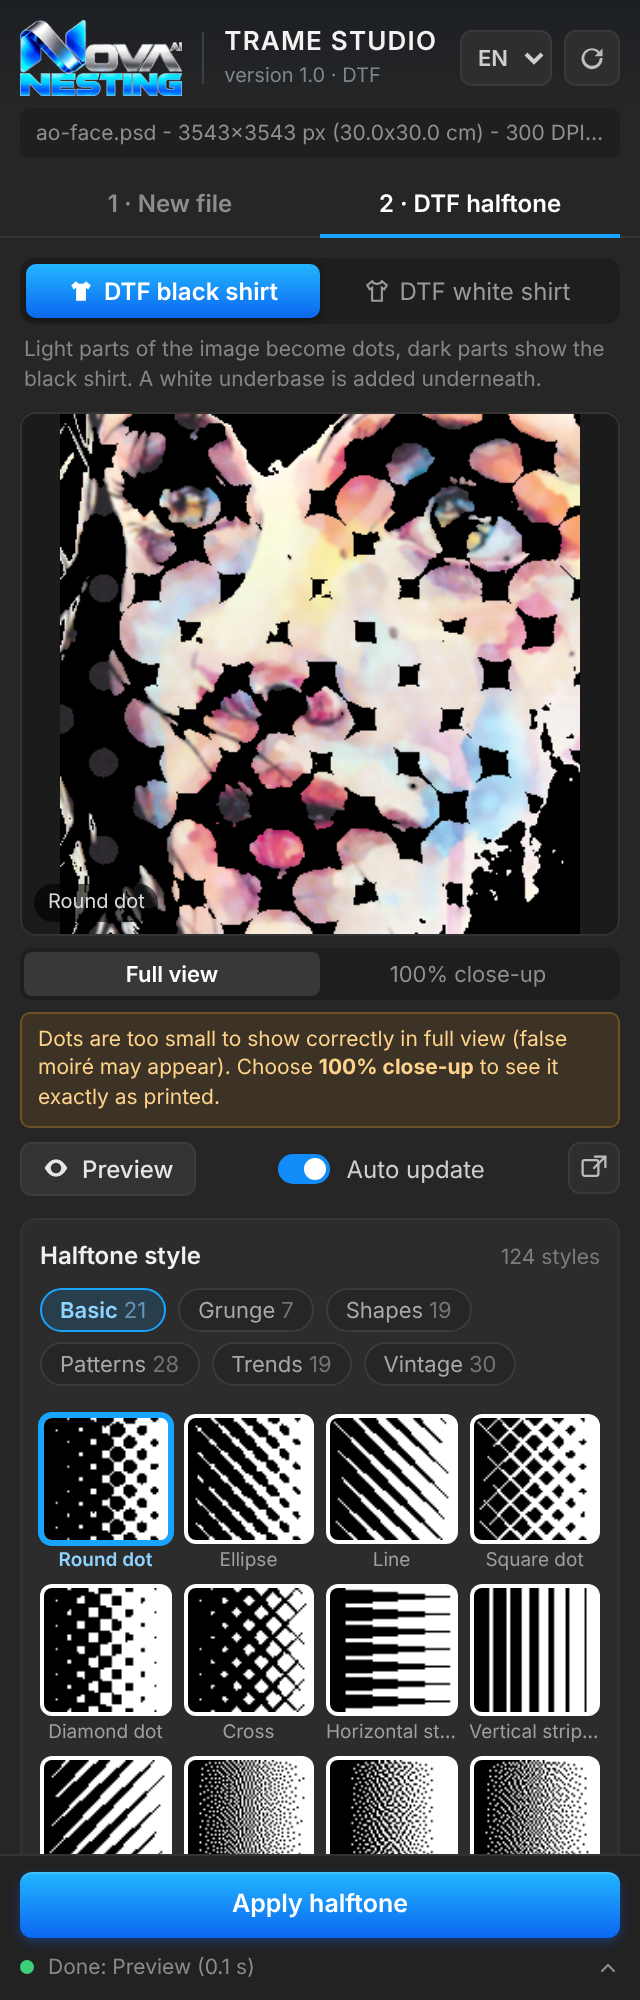 NOVA AI
NESTING
TRAME STUDIO
version 1.0 · DTF
EN
ao-face.psd - 3543×3543 px (30.0x30.0 cm) - 300 DPI...
1 · New file
2 · DTF halftone
DTF black shirt
DTF white shirt
Light parts of the image become dots, dark parts show the
black shirt. A white underbase is added underneath.
Round dot
Full view
100% close-up
Dots are too small to show correctly in full view (false
moiré may appear). Choose 100% close-up to see it
exactly as printed.
Preview
Auto update
Halftone style
124 styles
Basic 21
Grunge 7
Shapes 19
Patterns 28
Trends 19
Vintage 30
Round dot
Ellipse
Line
Square dot
Diamond dot
Cross
Horizontal st...
Vertical strip...
Apply halftone
Done: Preview (0.1 s)